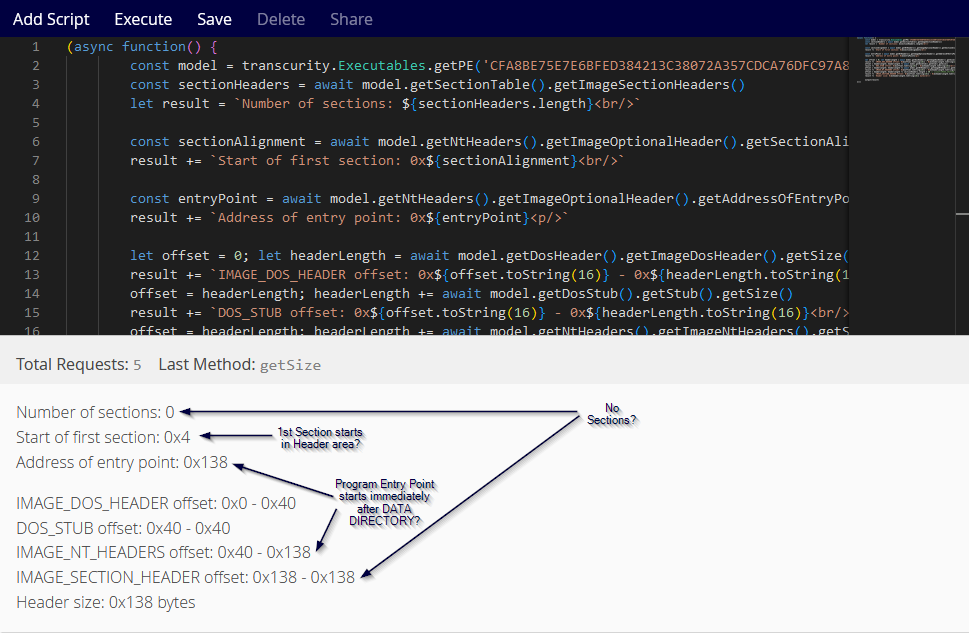 Add Script Execute Save Delete Share
1 (async function() {
2 const model = transcurity.Executables.getPE('CFA8BE75E7E6BFED384213C38072A357CDCA76DFC97A8
3 const sectionHeaders = await model.getSectionTable().getImageSectionHeaders()
4 let result = `Number of sections: ${sectionHeaders.length}<br/>`
5
6 const sectionAlignment = await model.getNtHeaders().getImageOptionalHeader().getSectionAli
7 result += `Start of first section: 0x${sectionAlignment}<br/>`
8
9 const entryPoint = await model.getNtHeaders().getImageOptionalHeader().getAddressOfEntryPo
10 result += `Address of entry point: 0x${entryPoint}<p/>`
11
12 let offset = 0; let headerLength = await model.getDosHeader().getImageDosHeader().getSize(
13 result += `IMAGE_DOS_HEADER offset: 0x${offset.toString(16)} - 0x${headerLength.toString(1
14 offset = headerLength; headerLength += await model.getDosStub().getStub().getSize()
15 result += `DOS_STUB offset: 0x${offset.toString(16)} - 0x${headerLength.toString(16)}<br/>
16 offset = headerLength; headerLength += await model.getNtHeaders().getImageNtHeaders().getS
Total Requests: 5 Last Method: getSize
Number of sections: 0
Start of first section: 0x4
Address of entry point: 0x138
IMAGE_DOS_HEADER offset: 0x0 - 0x40
DOS_STUB offset: 0x40 - 0x40
IMAGE_NT_HEADERS offset: 0x40 - 0x138
IMAGE_SECTION_HEADER offset: 0x138 - 0x138
Header size: 0x138 bytes
No
Sections?
1st Section starts
in Header area?
Program Entry Point
starts immediately
after DATA
DIRECTORY?